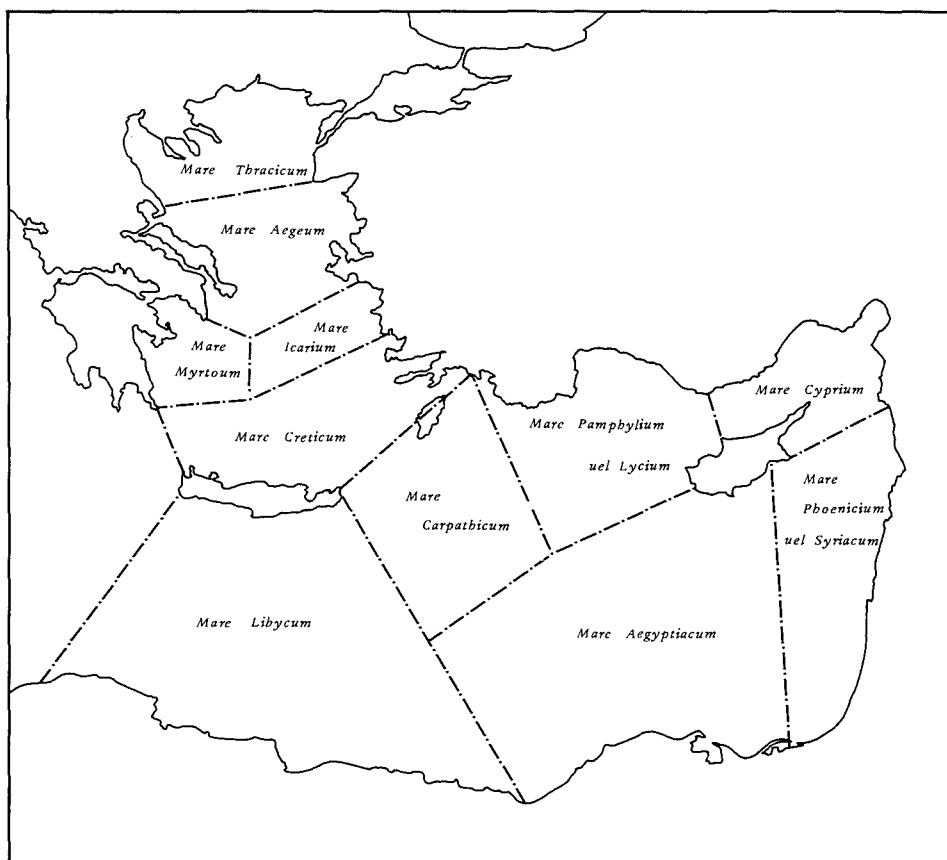 Mare Thracicum
Mare Aegeum
Mare
Icarium
Mare
Myrtoum
Mare Cyprium
Mare Creticum
Mare Pamphylium
uel Lycium
Mare
Phoenicium
uel Syriacum
Mare
Carpathicum
Mare Libycum
Mare Aegyptiacum